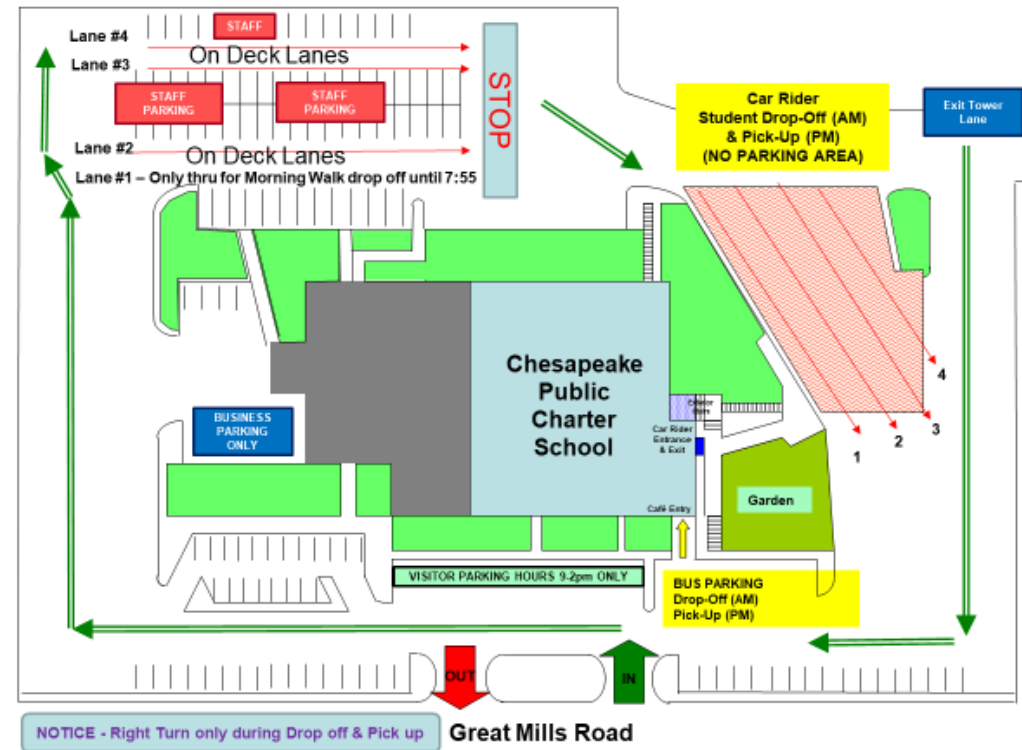 STAFF
Lane #4
On Deck Lanes
Lane #3
STAFF
PARKING
STAFF
PARKING
Lane #2
On Deck Lanes
Lane #1 – Only thru for Morning Walk drop off until 7:55
STOP
Car Rider
Student Drop-Off (AM)
& Pick-Up (PM)
(NO PARKING AREA)
Exit Tower
Lane
Chesapeake
Public
Charter
School
BUSINESS
PARKING
ONLY
Car Rider
Entrance
& Exit
Café Entry
4
3
2
1
Garden
VISITOR PARKING HOURS 9-2pm ONLY
BUS PARKING
Drop-Off (AM)
Pick-Up (PM)
OUT
IN
NOTICE - Right Turn only during Drop off & Pick up
Great Mills Road